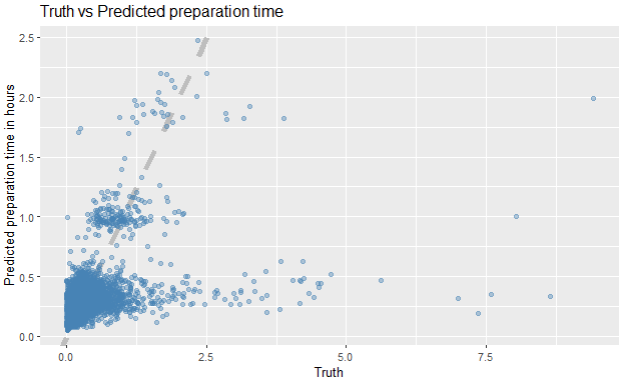 Truth vs Predicted preparation time
Predicted preparation time in hours
2.5
2.0
1.5
1.0
0.5
0.0
0.0 2.5 5.0 7.5
Truth